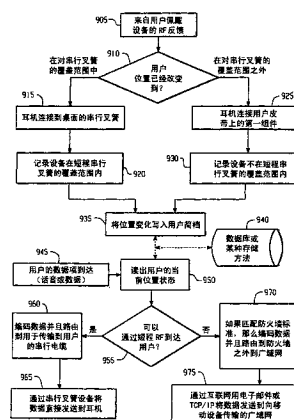 905
来自用户佩戴
设备的RF反馈
在对串行叉簧的
覆盖范围中
910
用户
位置已经改变
到?
在对串行叉簧的
覆盖范围之外
915
耳机连接到桌面的串行叉簧
925
耳机连接用户皮
带上的第一组件
记录设备在短程串行
叉簧的覆盖范围内
920
930
记录设备不在短程串行
叉簧的覆盖范围内
935
将位置变化写入用户简档
940
数据库或
某种存储
方法
945
用户的数据项到达
(话音或数据)
读出用户的当
前位置状态
950
960
编码数据并且路由
到用于传输到用户
的串行电缆
是
可以
通过短程RF到达
用户?
955
否
970
如果匹配防火墙标
准,那么编码数据
并且路由到防火墙
之外到广域网
965
通过串行叉簧设备将
数据直接发送到耳机
975
通过互联网用电子邮件或
TCP/IP将数据发送到向移
动设备传输的广域网